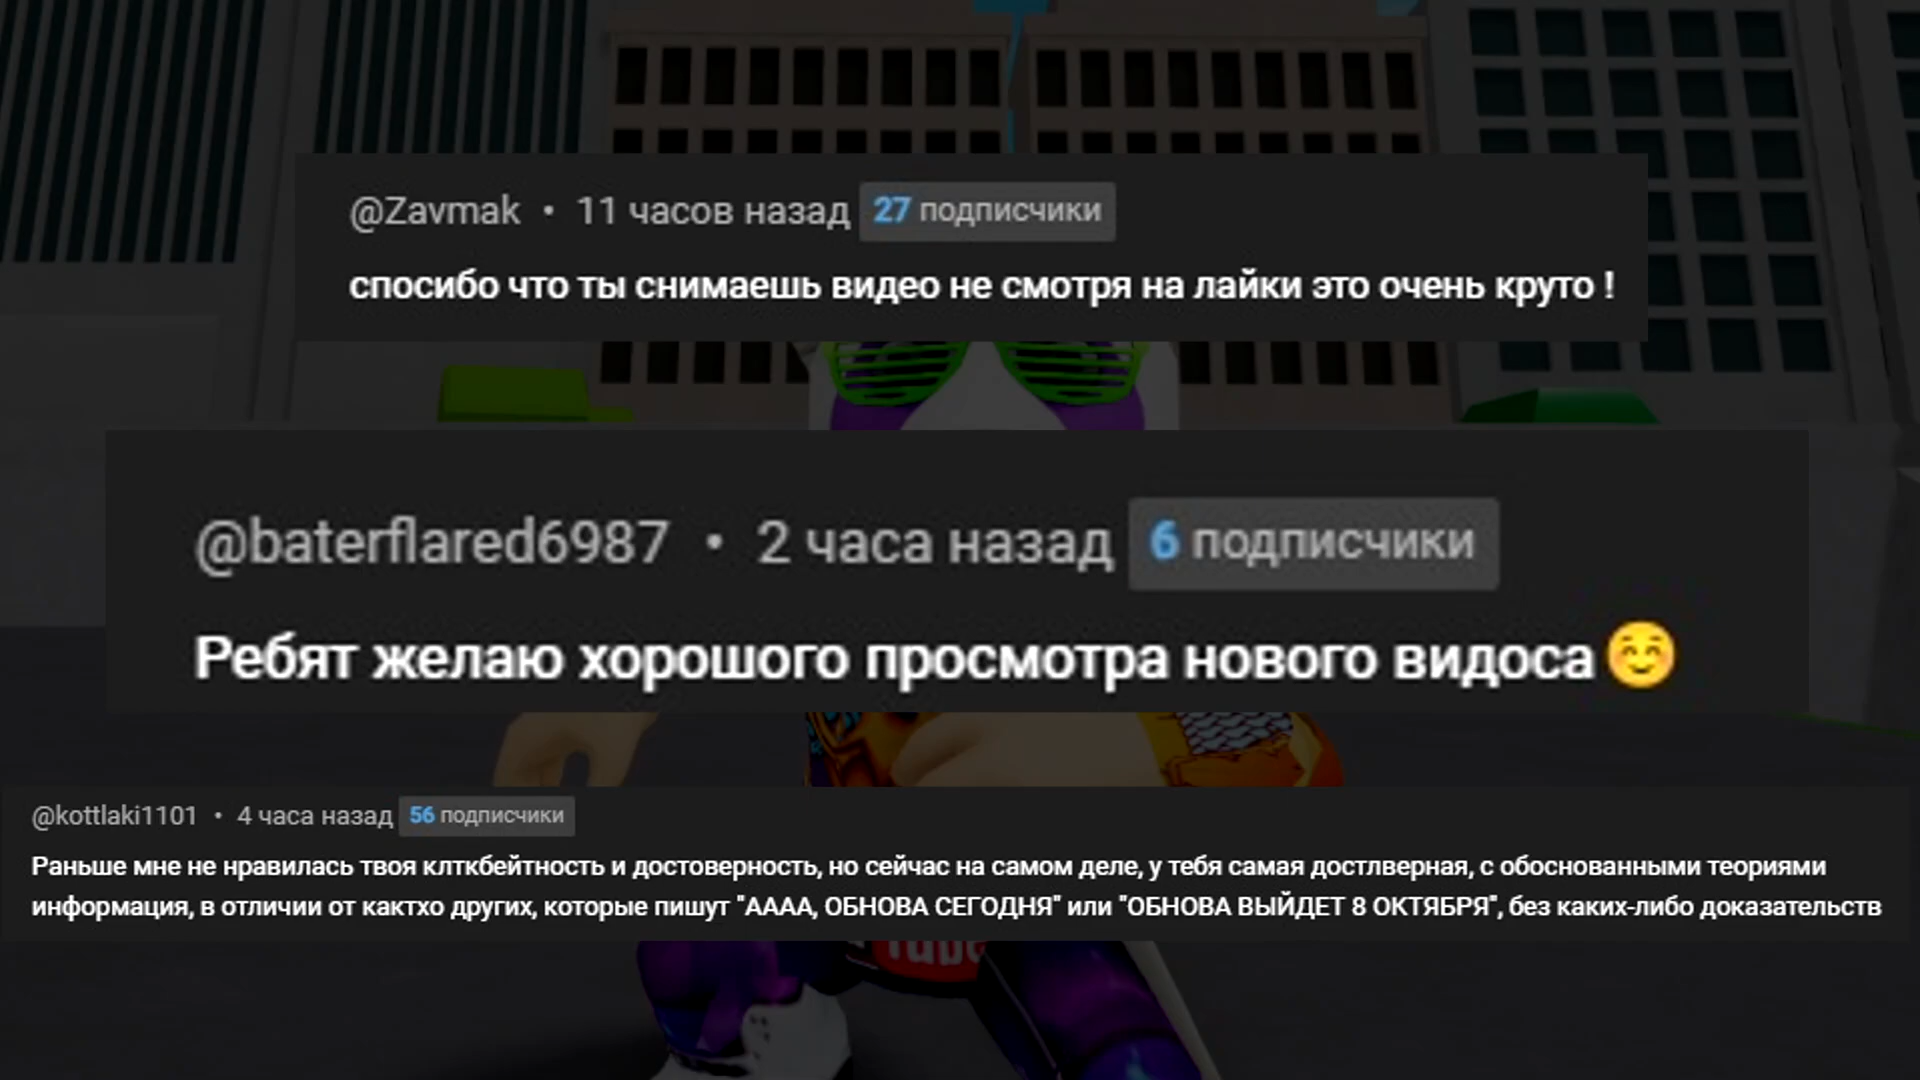 @Zavmak • 11 часов назад 27 подписчики
спосибо что ты снимаешь видео не смотря на лайки это очень круто !
@baterflared6987 • 2 часа назад 6 подписчики
Ребят желаю хорошого просмотра нового видоса☺️
@kottlaki1101 • 4 часа назад 56 подписчики
Раньше мне не нравилась твоя клткбейтность и достоверность, но сейчас на самом деле, у тебя самая достлверная, с обоснованными теориями
информация, в отличии от кактхо других, которые пишут "АААА, ОБНОВА СЕГОДНЯ" или "ОБНОВА ВЫЙДЕТ 8 ОКТЯБРЯ", без каких-либо доказательств